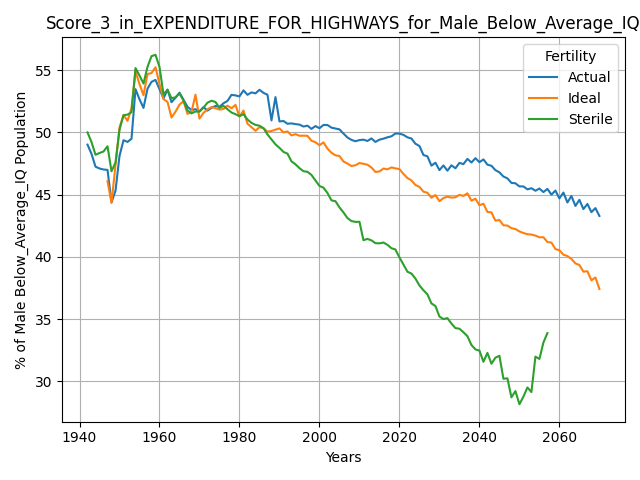 Score_3_in_EXPENDITURE_FOR_HIGHWAYS_for_Male_Below_Average_IQ
% of Male Below_Average_IQ Population
55
50
45
40
35
30
Fertility
Actual
Ideal
Sterile
1940 1960 1980 2000 2020 2040 2060
Years